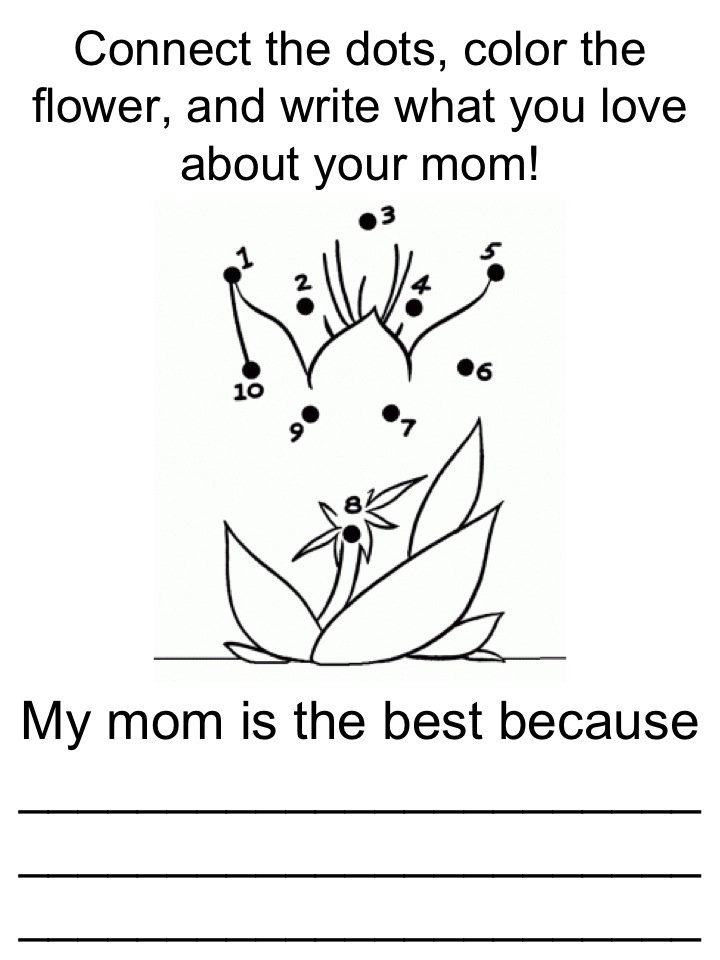 Connect the dots, color the
flower, and write what you love
about your mom!
3
1
5
2
4
6
10
9
7
8
My mom is the best because